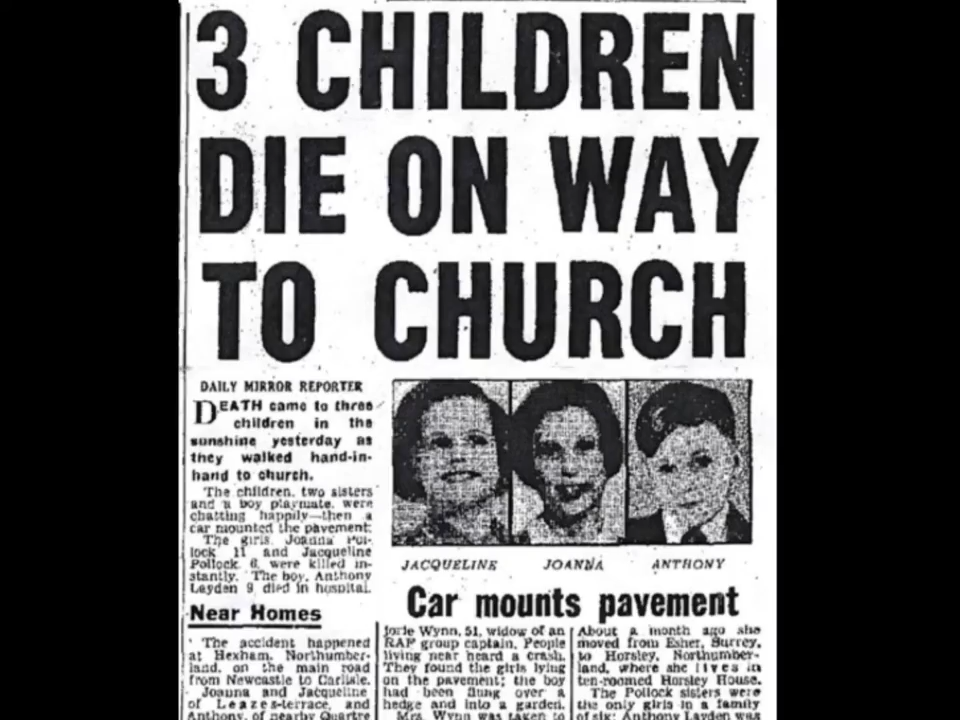 3 CHILDREN
DIE ON WAY
TO CHURCH
DAILY MIRROR REPORTER
DEATH came to three
children in the
sunshine yesterday as
they walked hand-in-
hand to church.
The children, two sisters
and a boy playmate, were
chatting happily—then a
car mounted the pavement.
The girls, Joanna Pol-
lock 11 and Jacqueline
Pollock, 6, were killed in-
stantly. The boy, Anthony
Layden 9 died in hospital.
Near Homes
The accident happened
at Hexham, Northumber-
land, on the main road
from Newcastle to Carlisle.
Joanna and Jacqueline
of Leazes-terrace, and
Anthony, of nearby Quartre
JACQUELINE JOANNA ANTHONY
Car mounts pavement
jorie Wynn, 51, widow of an
RAF group captain. People
living near heard a crash.
They found the girls lying
on the pavement; the boy
had been flung over a
hedge and into a garden.
Mrs. Wynn was taken to
About a month ago she
moved from Esher, Surrey,
to Horsley, Northumber-
land, where she lives in
ten-roomed Horsley House.
The Pollock sisters were
the only girls in a family
of six; Anthony Layden was